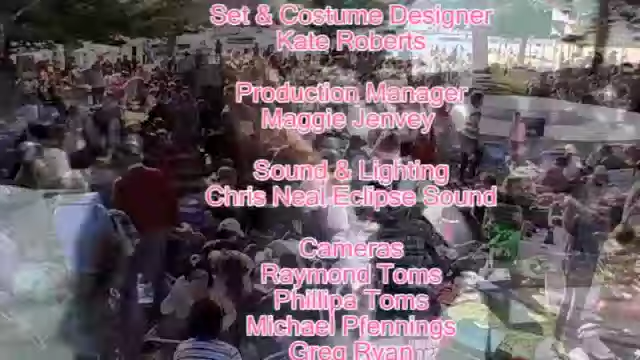 Set & Costume Designer
Kate Roberts
Production Manager
Maggie Jenvey
Sound & Lighting
Chris Neal Eclipse Sound
Cameras
Raymond Toms
Phillipa Toms
Michael Pfennings
Greg Ryan